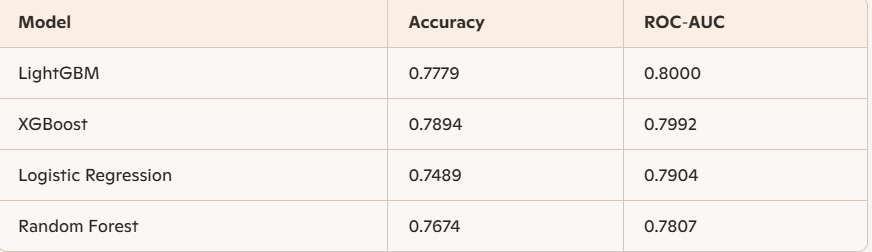 Model Accuracy ROC-AUC
LightGBM 0.7779 0.8000
XGBoost 0.7894 0.7992
Logistic Regression 0.7489 0.7904
Random Forest 0.7674 0.7807